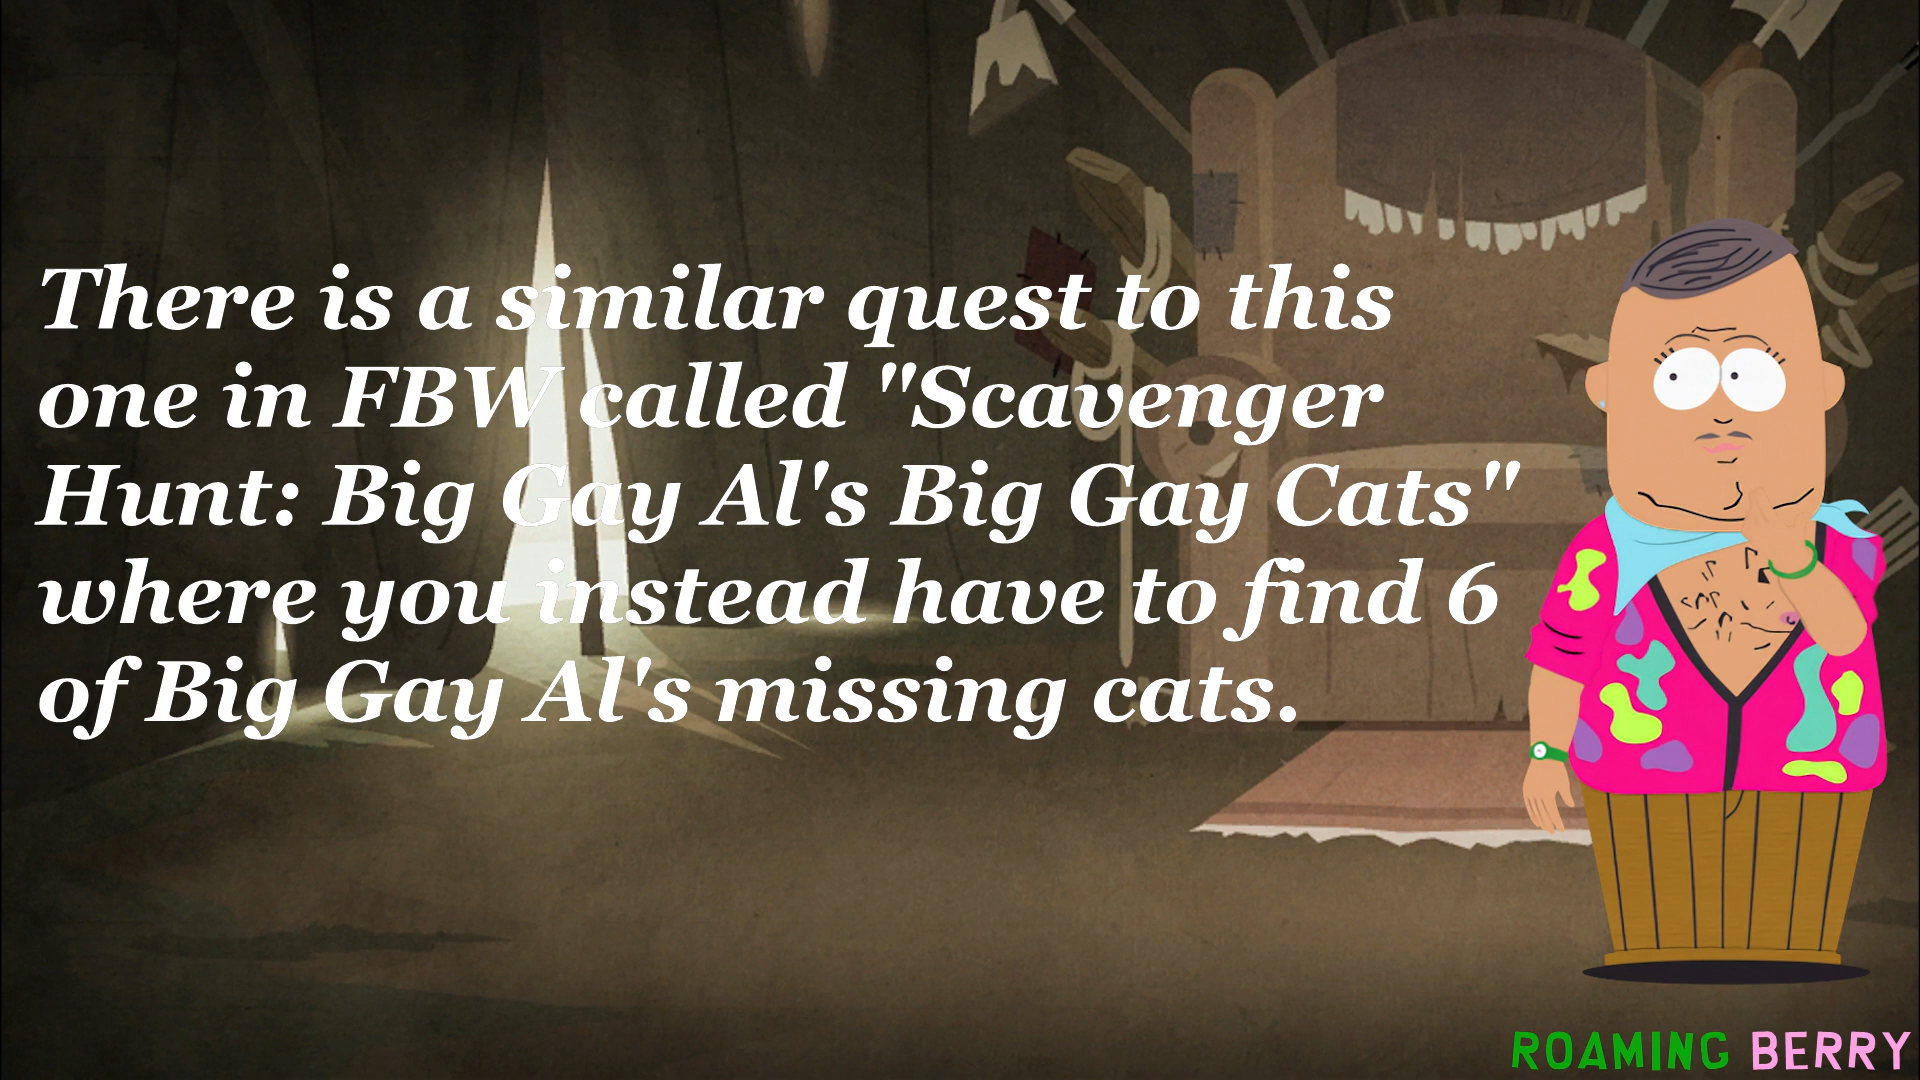 There is a similar quest to this
one in FBW called "Scavenger
Hunt: Big Gay Al's Big Gay Cats"
where you instead have to find 6
of Big Gay Al's missing cats.
ROAMING BERRY